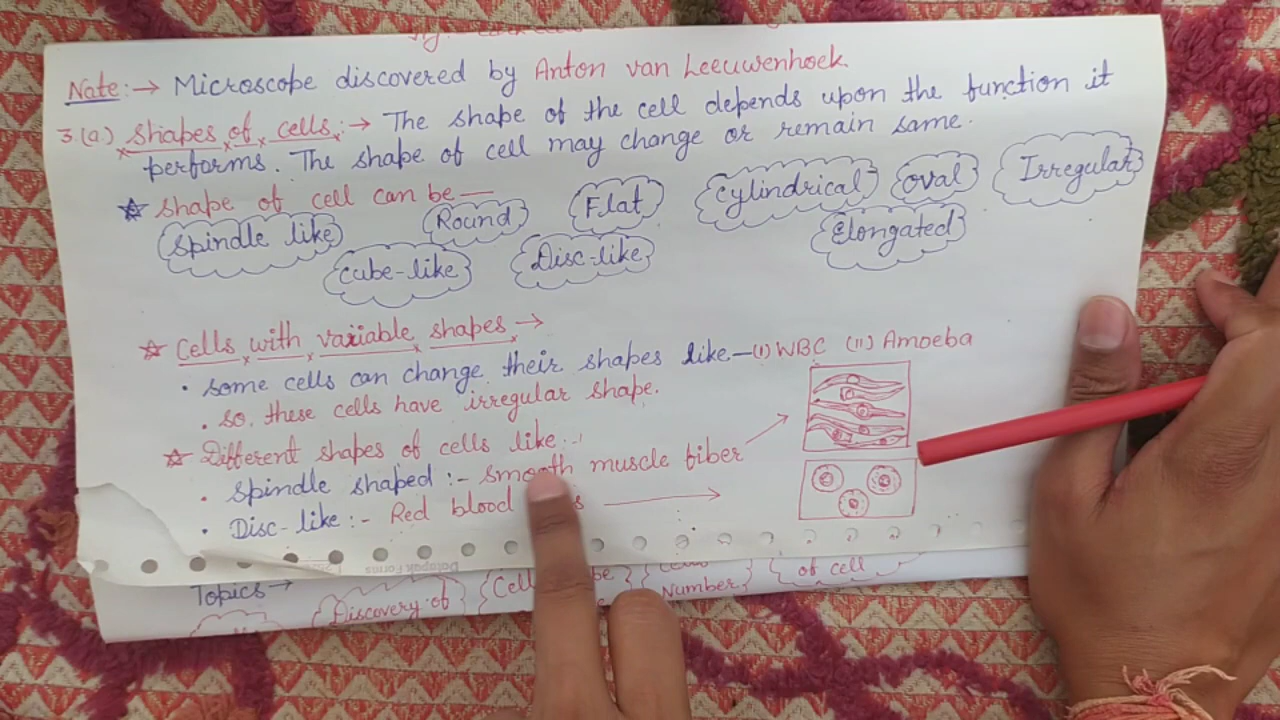 Note:→ Microscope discovered by Anton van Leeuwenhoek.
3.(a) Shapes of cells:→ The shape of the cell depends upon the function it
performs. The shape of cell may change or remain same.
☆ Shape of cell can be—
Spindle like Round Flat Cylindrical Oval Irregular
Cube-like Disc-like Elongated
☆ Cells with variable shapes→
• Some cells can change their shapes like—(i) WBC (ii) Amoeba
• So, these cells have irregular shape.
☆ Different shapes of cells like:-
• Spindle shaped :- Smooth muscle fiber
• Disc-like :- Red blood
Datapak Forms
Topics→
Discovery of Cell Number of cell